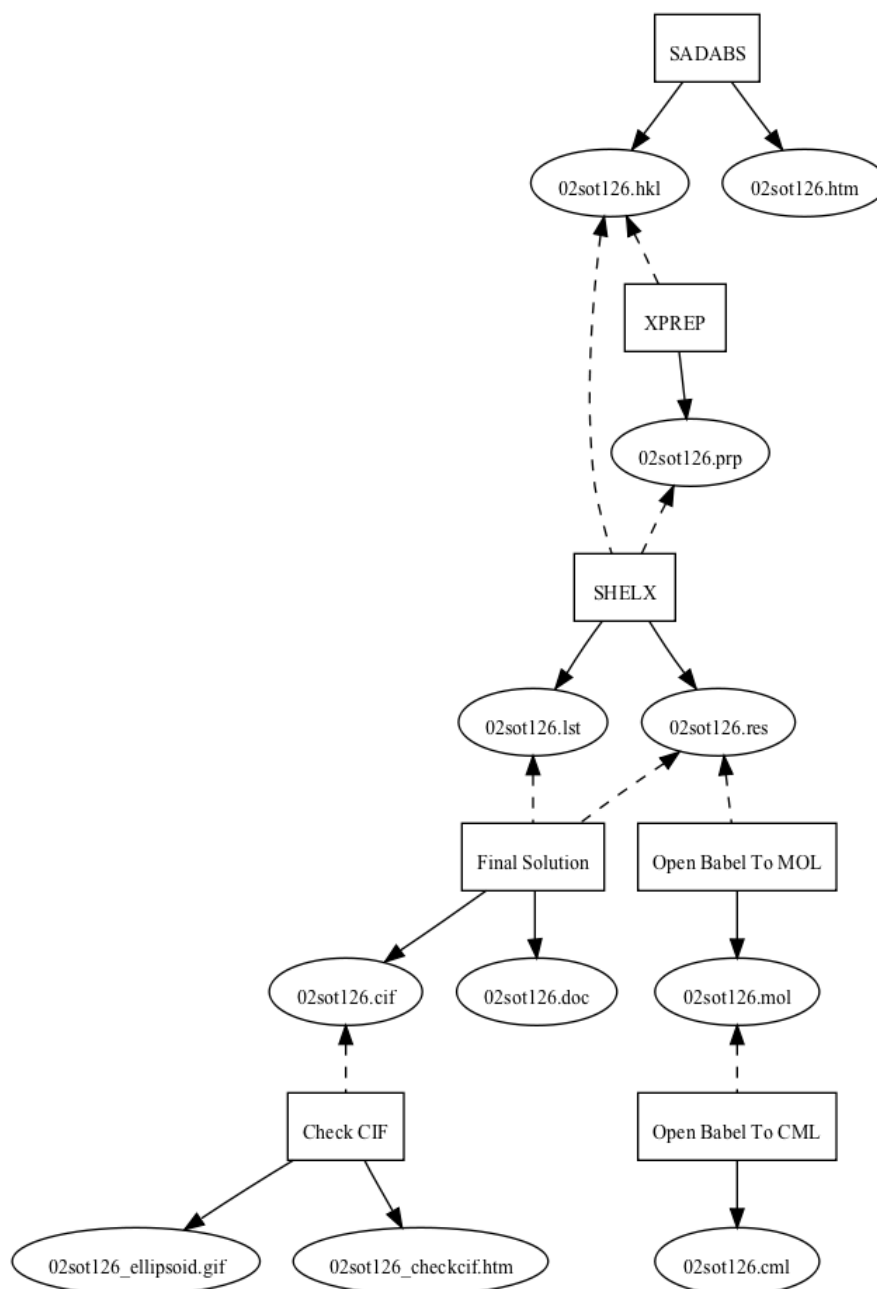 SADABS
02sot126.hkl
02sot126.htm
XPREP
02sot126.prp
SHELX
02sot126.lst
02sot126.res
Final Solution
Open Babel To MOL
02sot126.cif
02sot126.doc
02sot126.mol
Check CIF
Open Babel To CML
02sot126_ellipsoid.gif
02sot126_checkcif.htm
02sot126.cml